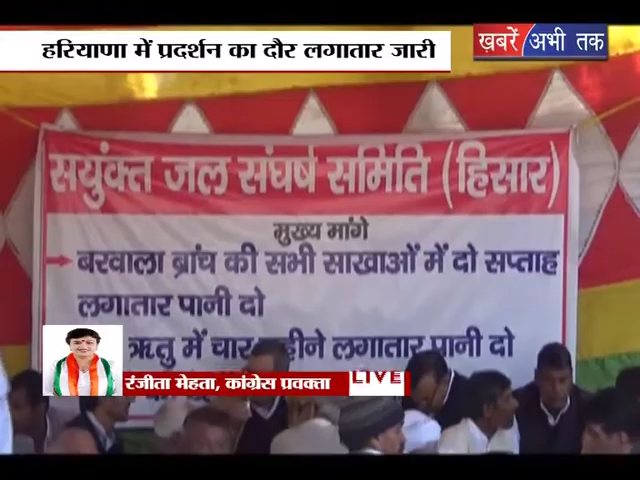 हरियाणा में प्रदर्शन का दौर लगातार जारी
ख़बरें अभी तक
सयुंक्त जल संघर्ष समिति (हिसार)
मुख्य मांगे
बरवाला ब्रांच की सभी साखाओं में दो सप्ताह
लगातार पानी दो
ऋतु में चार महीने लगातार पानी दो
रंजीता मेहता, कांग्रेस प्रवक्ता
LIVE